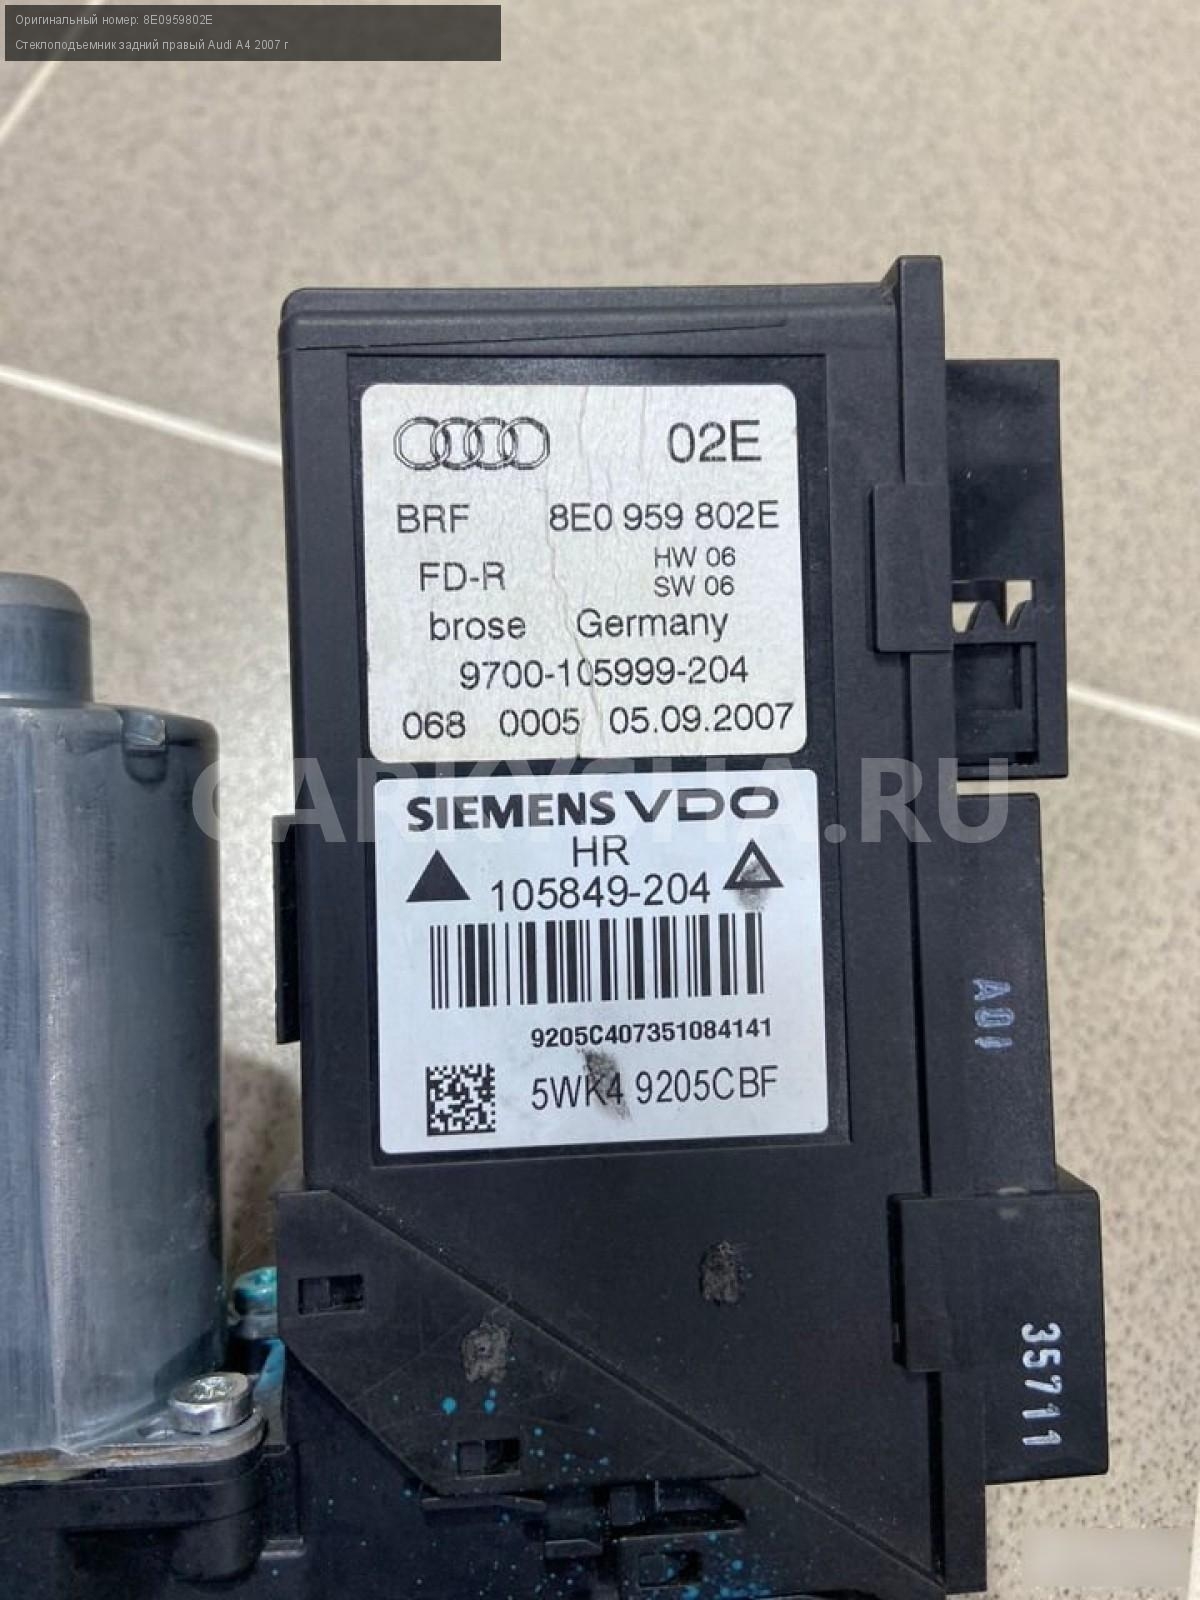 Оригинальный номер: 8E0959802E
Стеклоподъемник задний правый Audi A4 2007 г
02E
BRF 8E0 959 802E
FD-R HW 06
SW 06
brose Germany
9700-105999-204
068 0005 05.09.2007
CARKYSHA.RU
SIEMENS VDO
HR
105849-204
9205C407351084141
5WK4 9205CBF
A01
35711